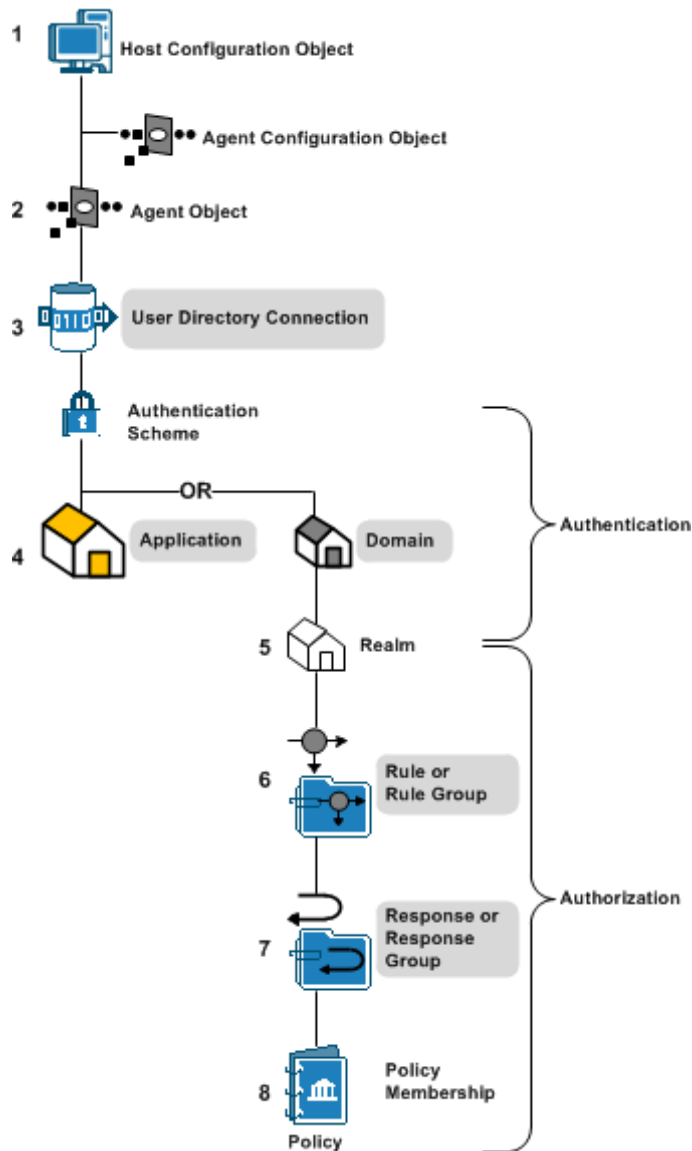 1
Host Configuration Object
Agent Configuration Object
2
Agent Object
3
User Directory Connection
Authentication
Scheme
OR
4
Application
Domain
Authentication
5
Realm
6
Rule or
Rule Group
7
Response or
Response
Group
Authorization
8
Policy
Membership
Policy